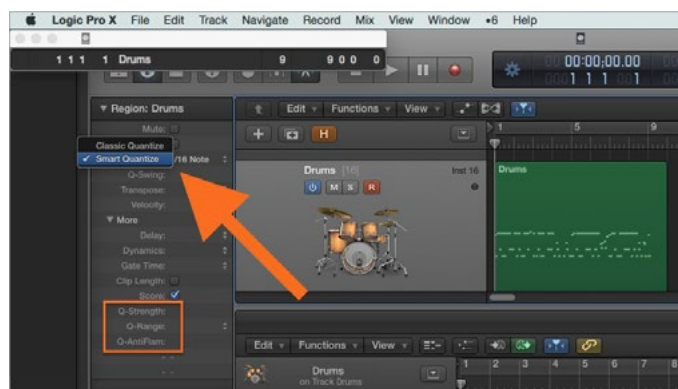 Logic Pro X File Edit Track Navigate Record Mix View Window •6 Help
1 1 1 1 Drums 9 9 0 0 0
00:00:00.00
1 1 1 1
Region: Drums
Edit Functions View
Mute:
H
1 5 9
Classic Quantize
Smart Quantize /16 Note
Q-Swing:
Drums [16] Inst 16
Drums
Transpose:
M S R
Velocity:
More
Delay:
Dynamics:
Gate Time:
Clip Length:
Score:
Q-Strength:
Q-Range:
Q-AntiFlam:
Edit Functions View
Drums
on Track Drums
1 2 3 4 5 6 7 8